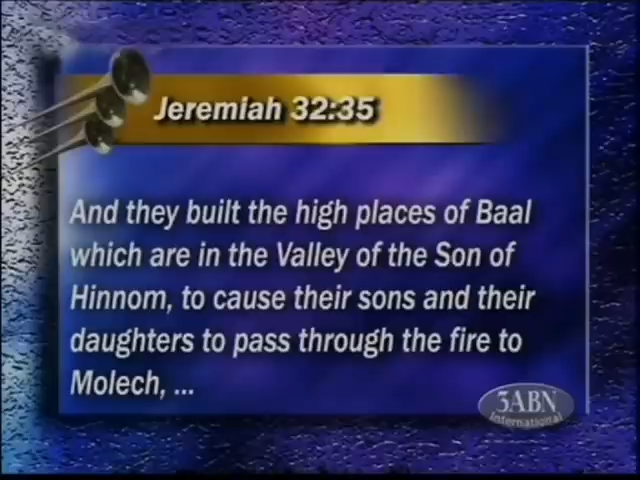 Jeremiah 32:35
And they built the high places of Baal
which are in the Valley of the Son of
Hinnom, to cause their sons and their
daughters to pass through the fire to
Molech, ...
3ABN
International